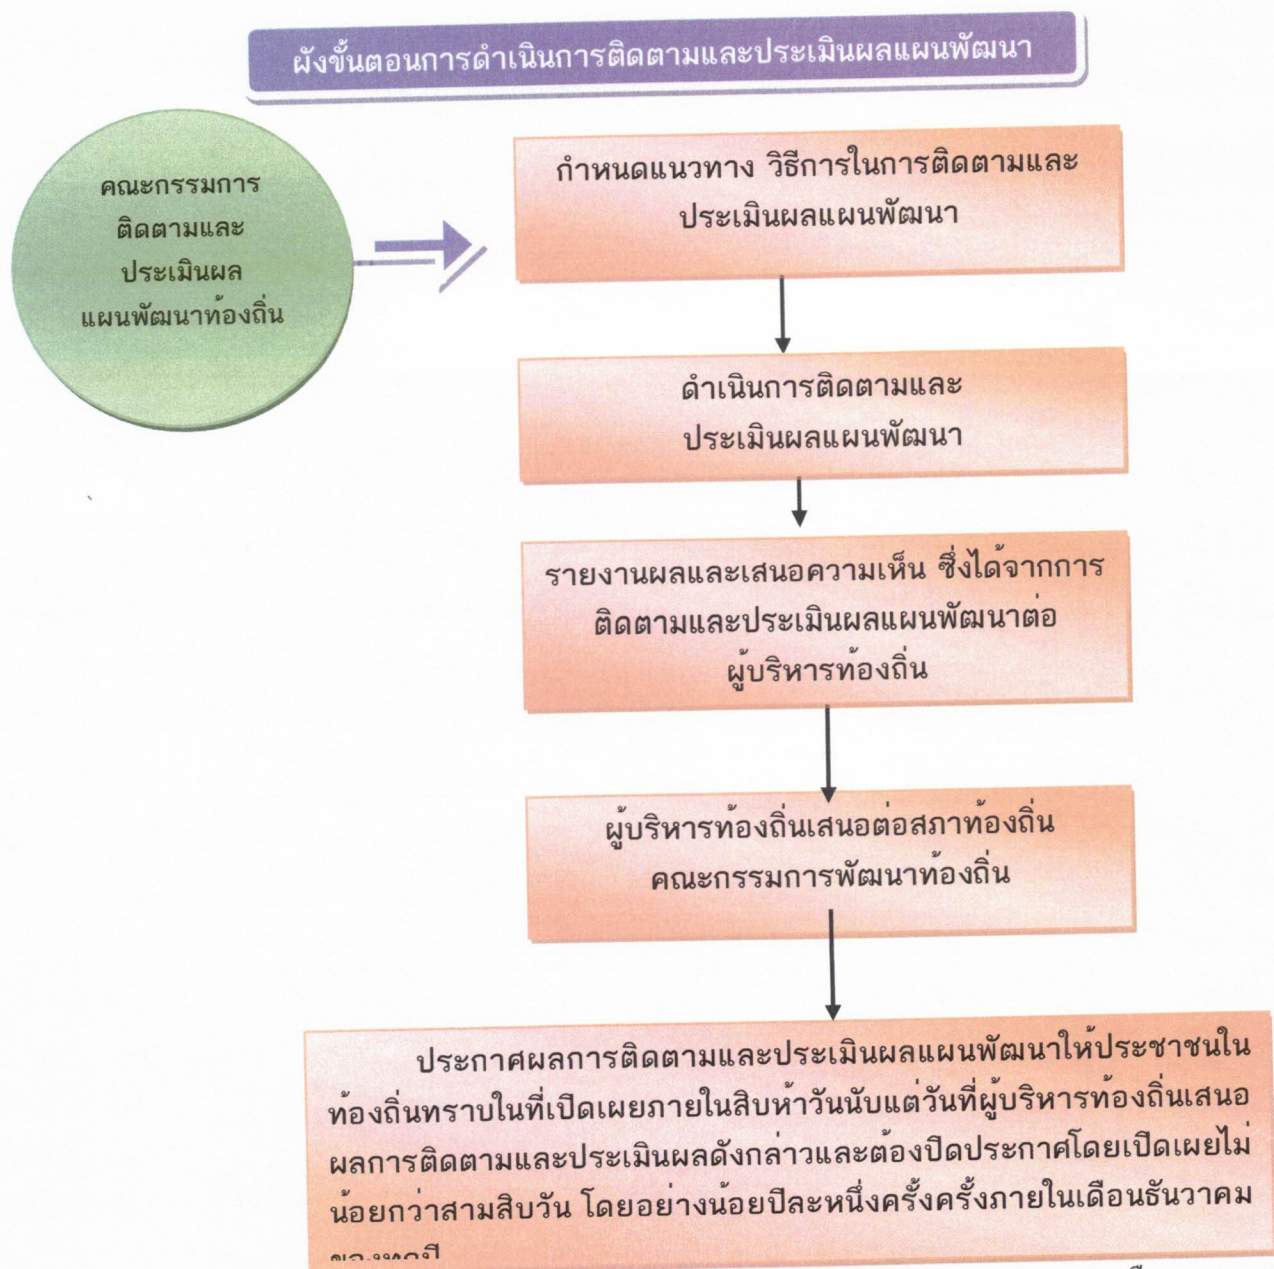 ผังขั้นตอนการดำเนินการติดตามและประเมินผลแผนพัฒนา
คณะกรรมการ
ติดตามและ
ประเมินผล
แผนพัฒนาท้องถิ่น
กำหนดแนวทาง วิธีการในการติดตามและ
ประเมินผลแผนพัฒนา
ดำเนินการติดตามและ
ประเมินผลแผนพัฒนา
รายงานผลและเสนอความเห็น ซึ่งได้จากการ
ติดตามและประเมินผลแผนพัฒนาต่อ
ผู้บริหารท้องถิ่น
ผู้บริหารท้องถิ่นเสนอต่อสภาท้องถิ่น
คณะกรรมการพัฒนาท้องถิ่น
ประกาศผลการติดตามและประเมินผลแผนพัฒนาให้ประชาชนใน
ท้องถิ่นทราบในที่เปิดเผยภายในสิบห้าวันนับแต่วันที่ผู้บริหารท้องถิ่นเสนอ
ผลการติดตามและประเมินผลดังกล่าวและต้องปิดประกาศโดยเปิดเผยไม่
น้อยกว่าสามสิบวัน โดยอย่างน้อยปีละหนึ่งครั้งครั้งภายในเดือนธันวาคม